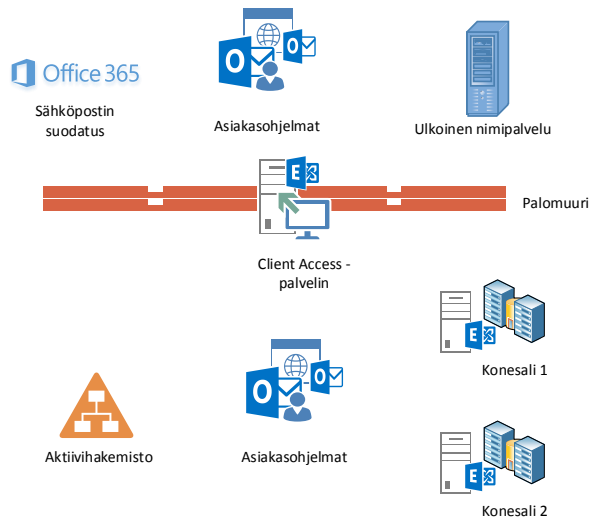 Office 365
Sähköpostin
suodatus
Asiakasohjelmat
Ulkoinen nimipalvelu
Palomuuri
Client Access -
palvelin
Konesali 1
Aktiivihakemisto
Asiakasohjelmat
Konesali 2